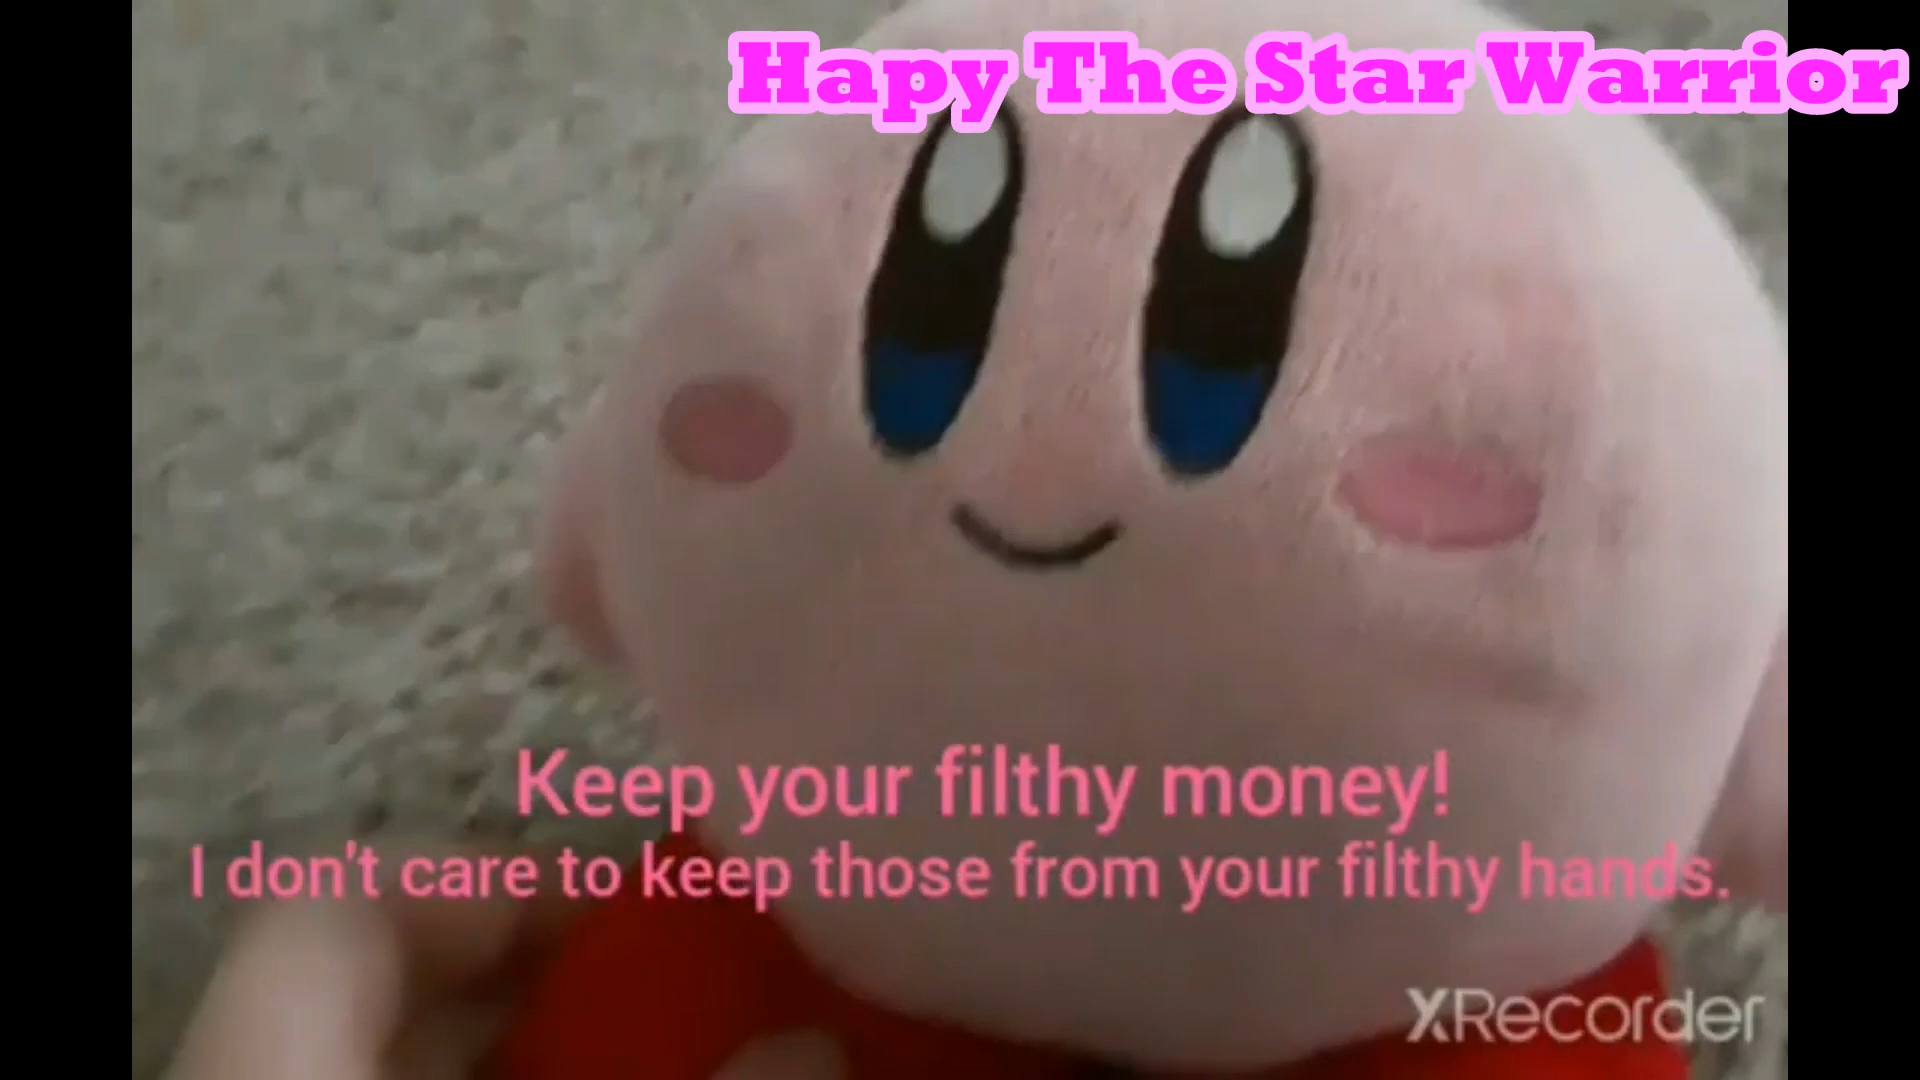 Hapy The Star Warrior
Keep your filthy money!
I don't care to keep those from your filthy hands.
XRecorder